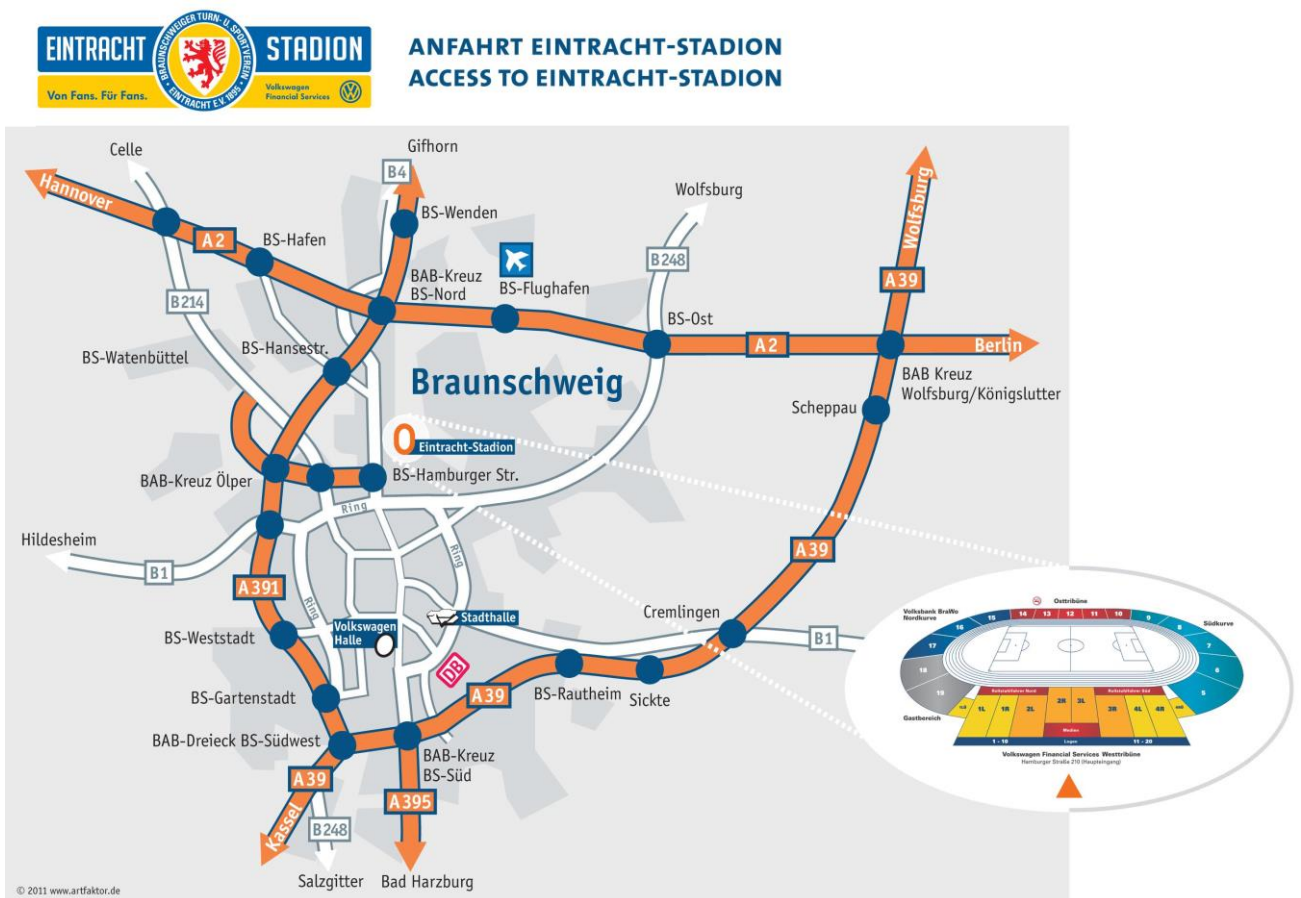 EINTRACHT STADION
BRAUNSCHWEIGER TURN- U. SPORTVEREIN
EINTRACHT E.V. 1895
Von Fans. Für Fans.
Volkswagen
Financial Services
ANFAHRT EINTRACHT-STADION
ACCESS TO EINTRACHT-STADION
Celle
Gifhorn
B4
Hannover
Wolfsburg
Wolfsburg
BS-Wenden
A2
BS-Hafen
B248
BAB-Kreuz
BS-Nord
BS-Flughafen
A39
B214
BS-Ost
BS-Hansestr.
A2
Berlin
BS-Watenbüttel
Braunschweig
BAB Kreuz
Wolfsburg/Königslutter
Scheppau
Eintracht-Stadion
BAB-Kreuz Ölper
BS-Hamburger Str.
Ring
Hildesheim
B1
A39
Ring
A391
Ring
Cremlingen
Stadthalle
Volkswagen
Halle
BS-Weststadt
B1
DB
BS-Gartenstadt
A39
BS-Rautheim
Sickte
BAB-Dreieck BS-Südwest
BAB-Kreuz
BS-Süd
A39
A395
Kassel
B248
Salzgitter
Bad Harzburg
© 2011 www.artfaktor.de
Osttribüne
Volksbank BraWo
Nordkurve
Südkurve
14 13 12 11 10
15
9
16
8
17
7
18
6
19
5
Rollstuhlfahrer Nord
Rollstuhlfahrer Süd
1L 1R 2L 2R 3L 3R 4L 4R
Gastbereich
Medien
1 - 10 Logen 11 - 20
Volkswagen Financial Services Westtribüne
Hamburger Straße 210 (Haupteingang)